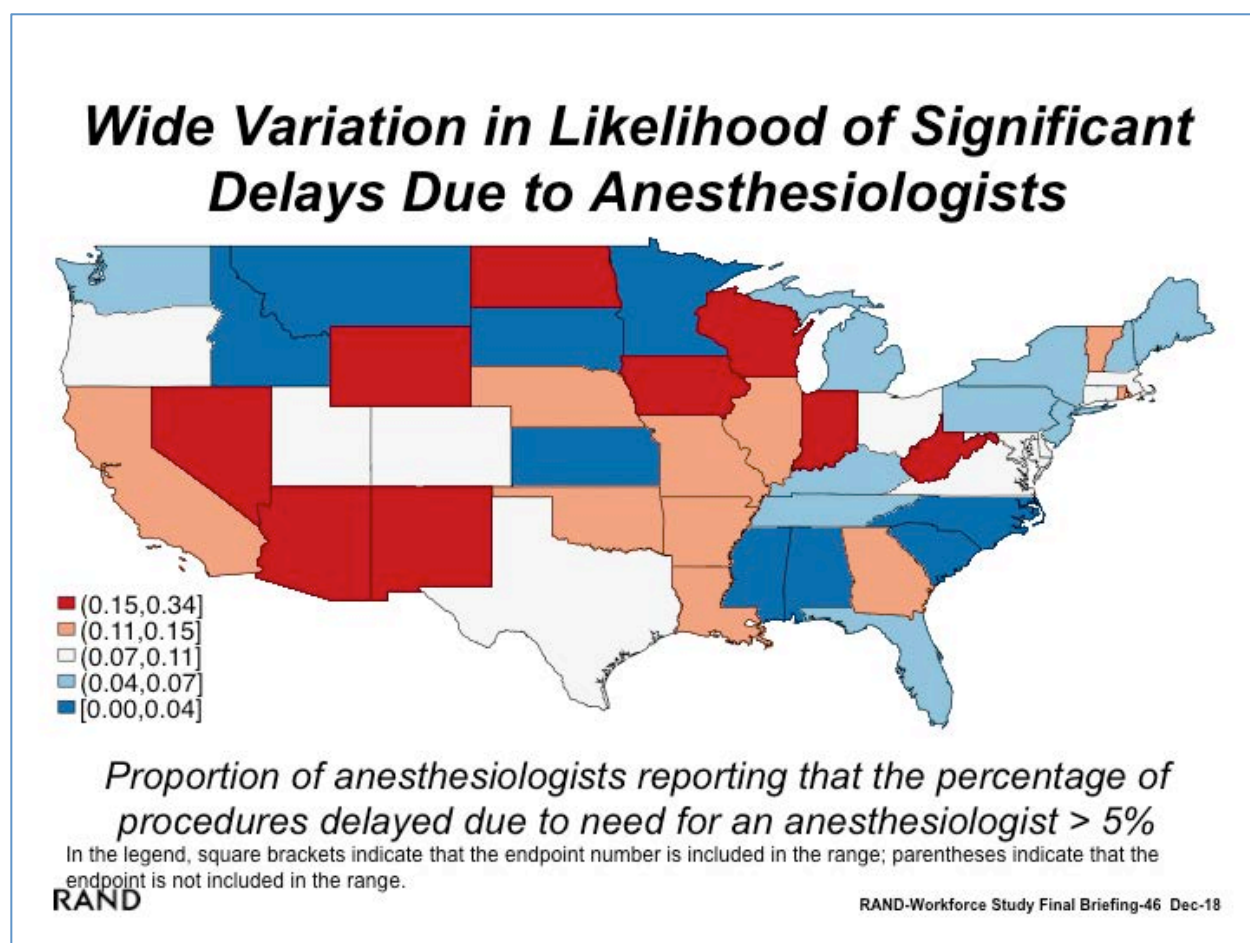 Wide Variation in Likelihood of Significant
Delays Due to Anesthesiologists
(0.15,0.34]
(0.11,0.15]
(0.07,0.11]
(0.04,0.07]
[0.00,0.04]
Proportion of anesthesiologists reporting that the percentage of
procedures delayed due to need for an anesthesiologist > 5%
In the legend, square brackets indicate that the endpoint number is included in the range; parentheses indicate that the
endpoint is not included in the range.
RAND
RAND-Workforce Study Final Briefing-46 Dec-18